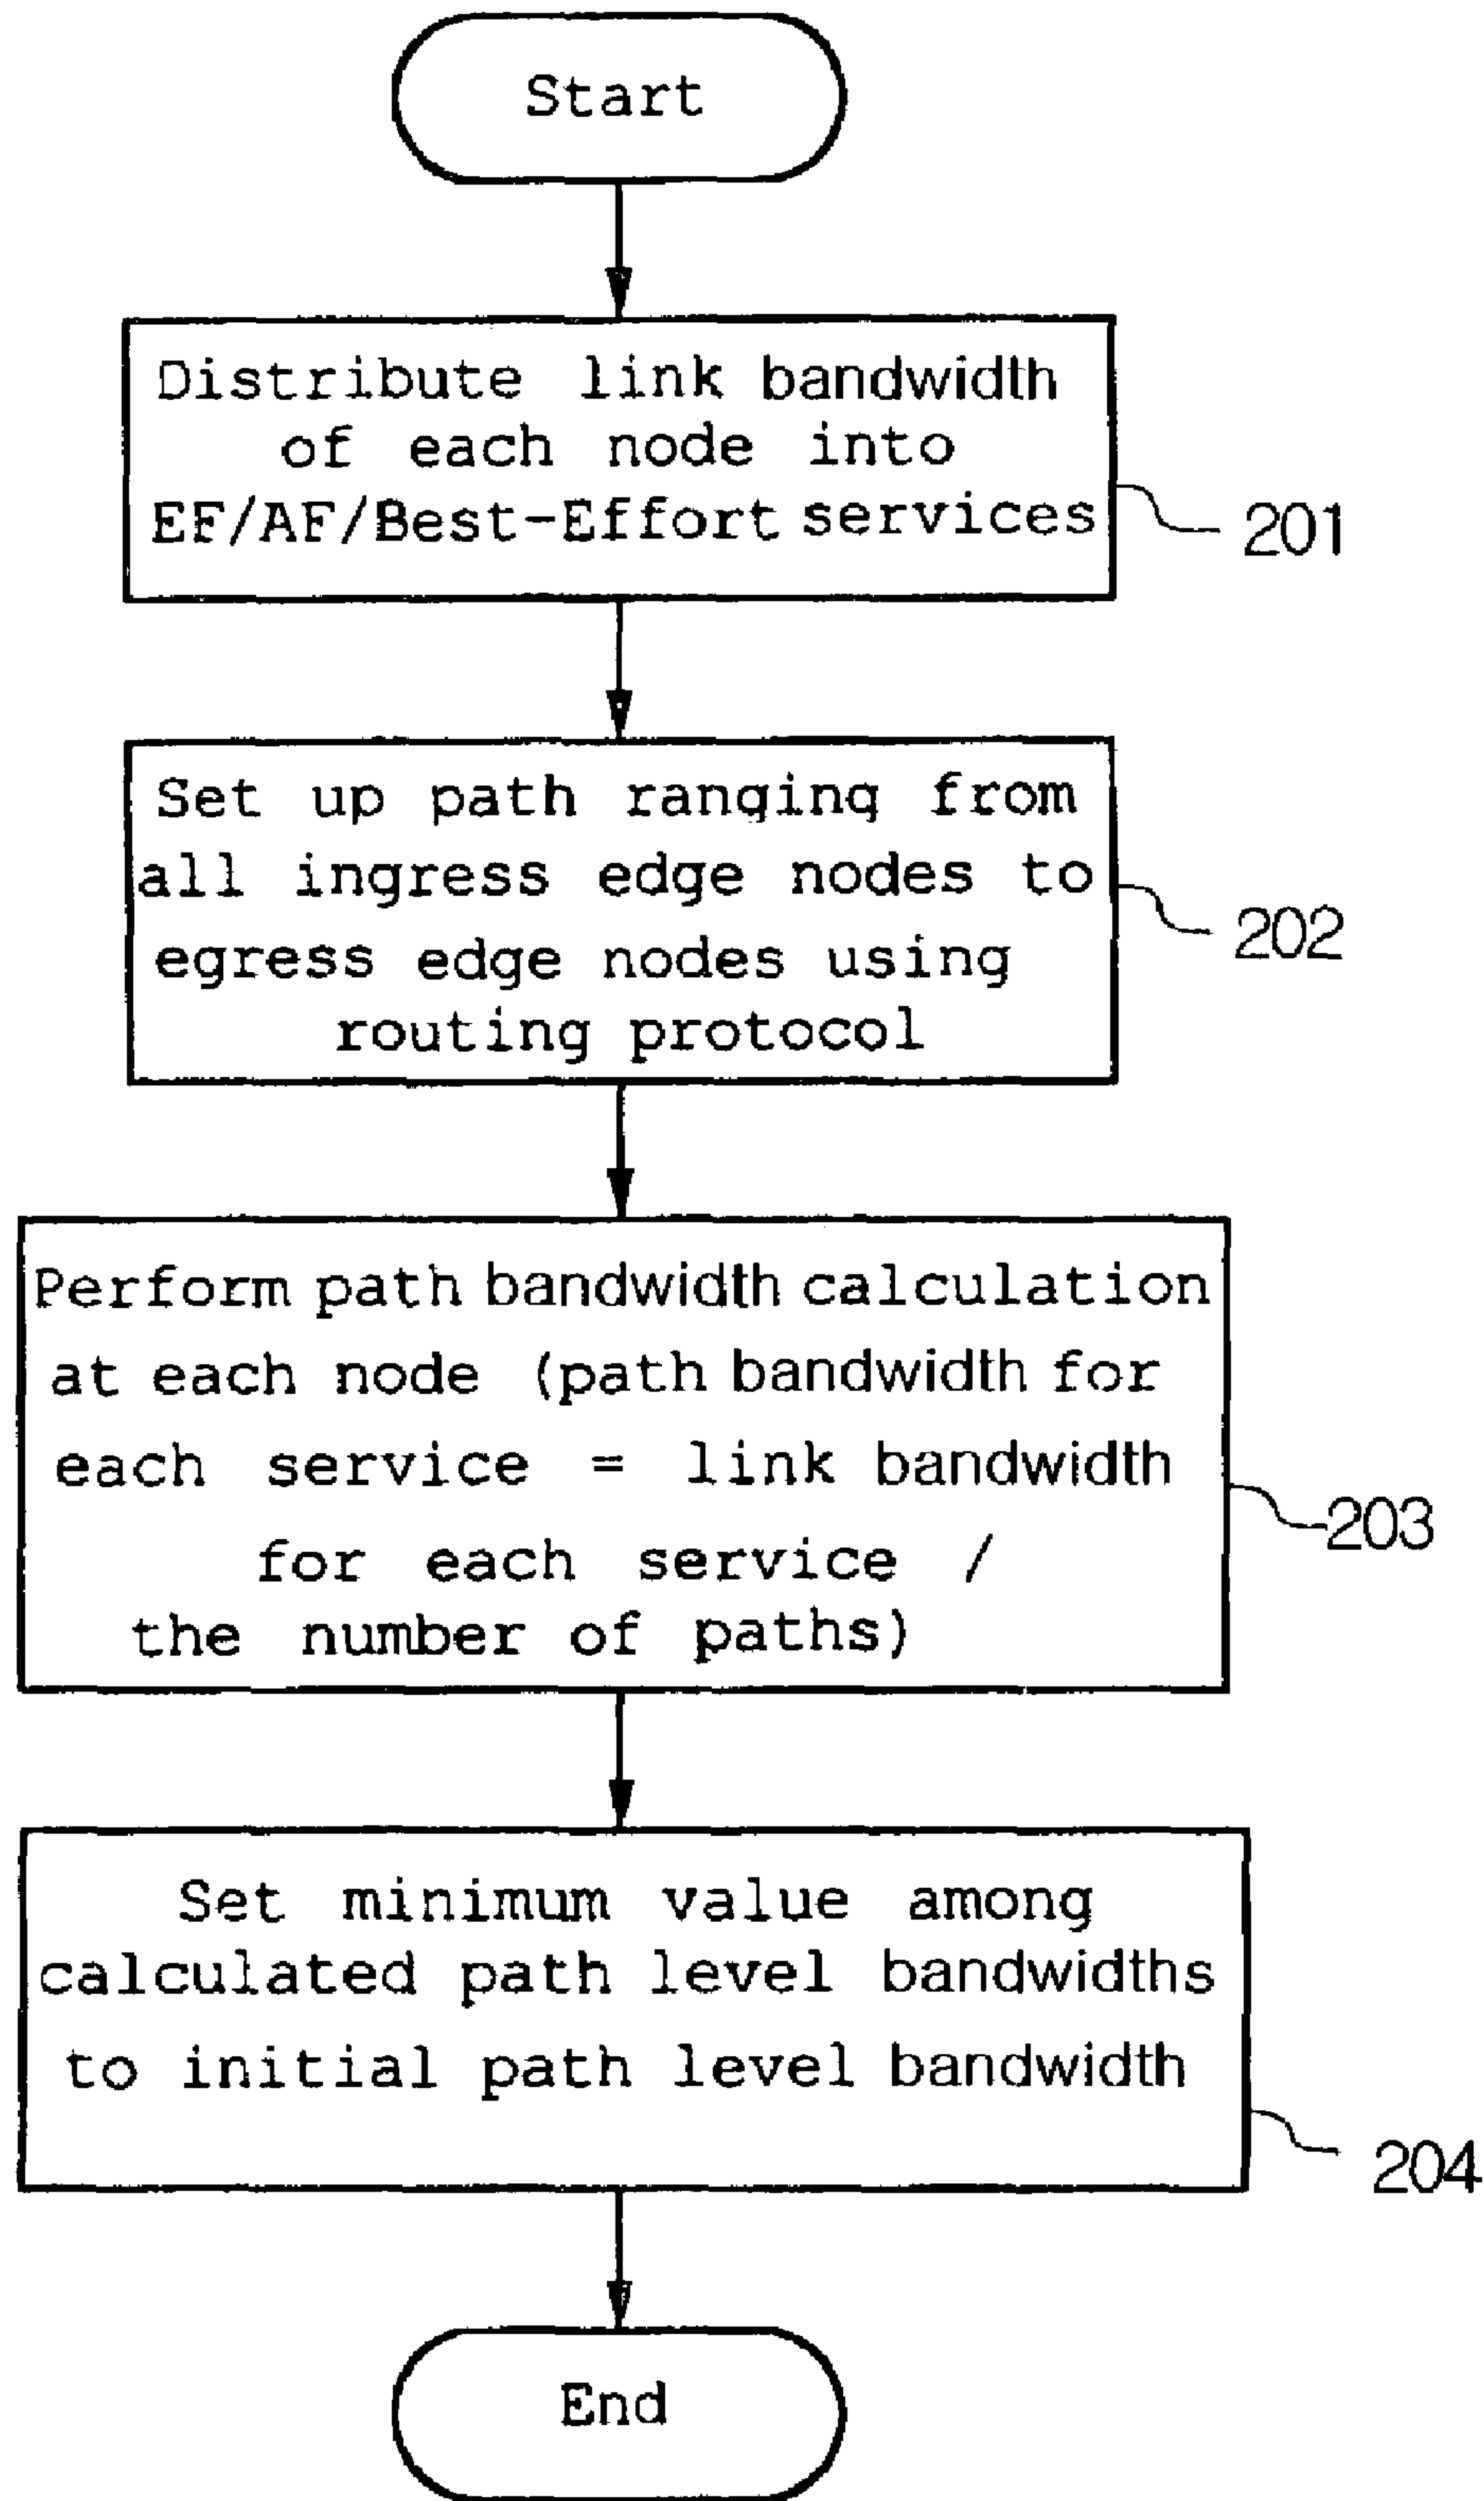 Start
Distribute link bandwidth
of each node into
EF/AF/Best-Effort services
201
Set up path ranging from
all ingress edge nodes to
egress edge nodes using
routing protocol
202
Perform path bandwidth calculation
at each node (path bandwidth for
each service = link bandwidth
for each service /
the number of paths)
203
Set minimum value among
calculated path level bandwidths
to initial path level bandwidth
204
End